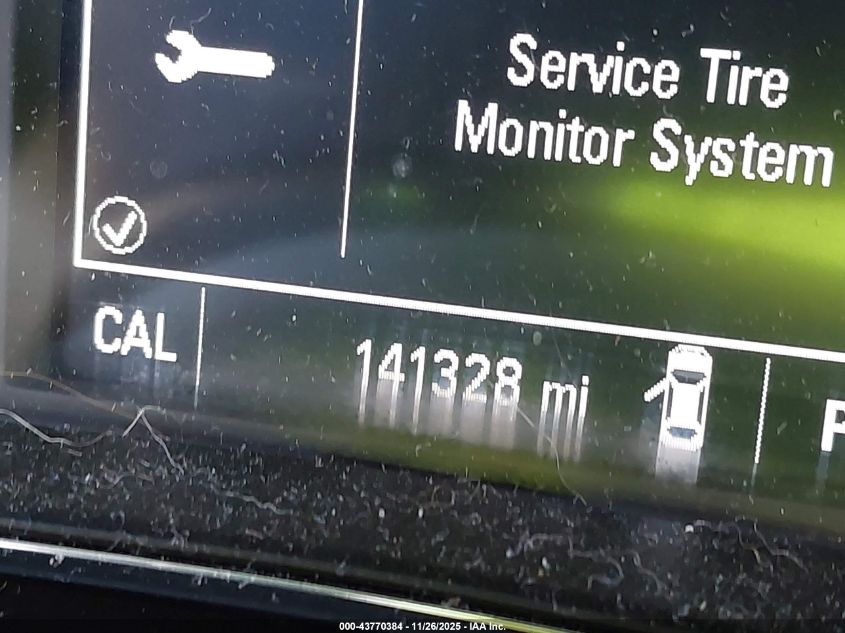 Service Tire
Monitor System
CAL
141328 mi
P
000-43770384 - 11/26/2025 - IAA Inc.